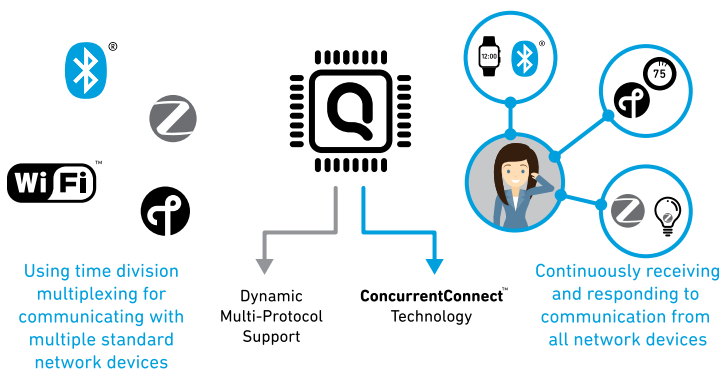 ®
WiFi™
Using time division
multiplexing for
communicating with
multiple standard
network devices
Dynamic
Multi-Protocol
Support
ConcurrentConnect™
Technology
12:00
®
75
Z
Continuously receiving
and responding to
communication from
all network devices